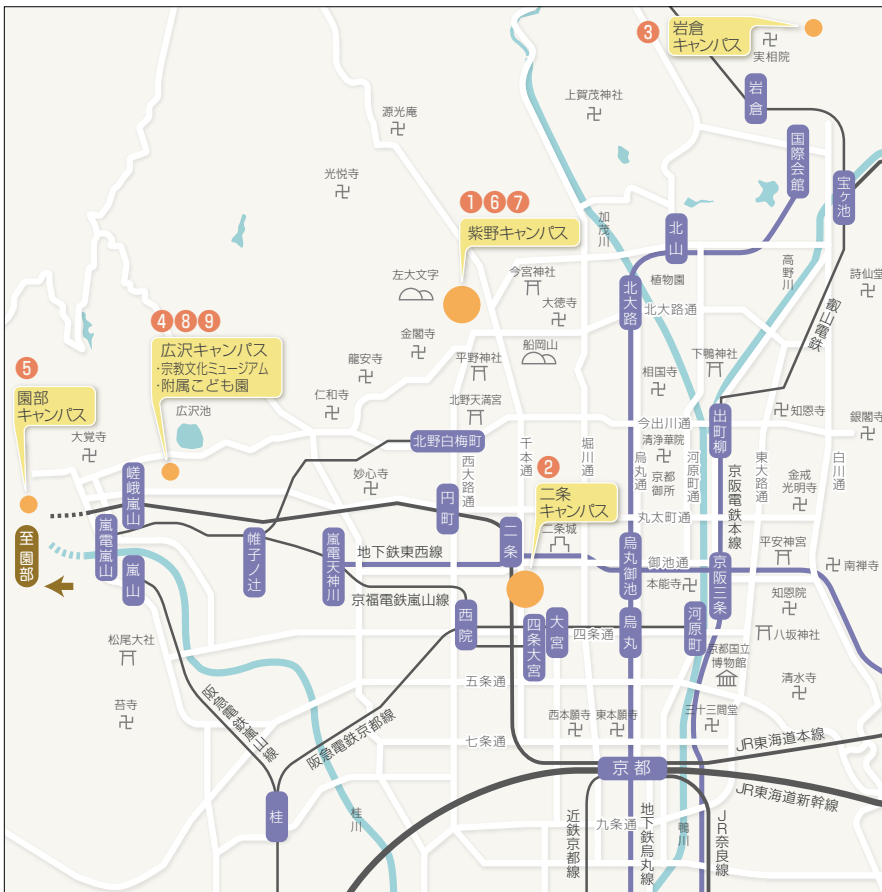 ③
岩倉
キャンパス
実相院
岩倉
上賀茂神社
国際会館
源光庵
宝ヶ池
光悦寺
①⑥⑦
紫野キャンパス
加茂川
北山
高野川
左大文字
今宮神社
植物園
詩仙堂
大徳寺
北大路
北大路通
叡山電鉄
④⑧⑨
広沢キャンパス
・宗教文化ミュージアム
・附属こども園
金閣寺
龍安寺
平野神社
船岡山
下鴨神社
相国寺
⑤
園部
キャンパス
仁和寺
北野天満宮
広沢池
今出川通
出町柳
知恩寺
銀閣寺
大覚寺
北野白梅町
西大路通
千本通
堀川通
烏丸通
清浄華院
京都
御所
河原町通
京阪電鉄本線
東大路通
白川通
金戒
光明寺
嵯峨嵐山
妙心寺
円町
②
二条
キャンパス
丸太町通
二条
二条城
至園部
嵐電嵐山
嵐山
帷子ノ辻
嵐電天神川
地下鉄東西線
烏丸御池
御池通
京阪三条
平安神宮
南禅寺
本能寺
京福電鉄嵐山線
知恩院
西院
四条大宮
大宮
四条通
烏丸
河原町
八坂神社
松尾大社
京都国立
博物館
五条通
清水寺
苔寺
阪急電鉄嵐山線
阪急電鉄京都線
西本願寺
東本願寺
三十三間堂
七条通
JR東海道本線
京都
JR東海道新幹線
桂
桂川
近鉄京都線
九条通
地下鉄烏丸線
鴨川
JR奈良線